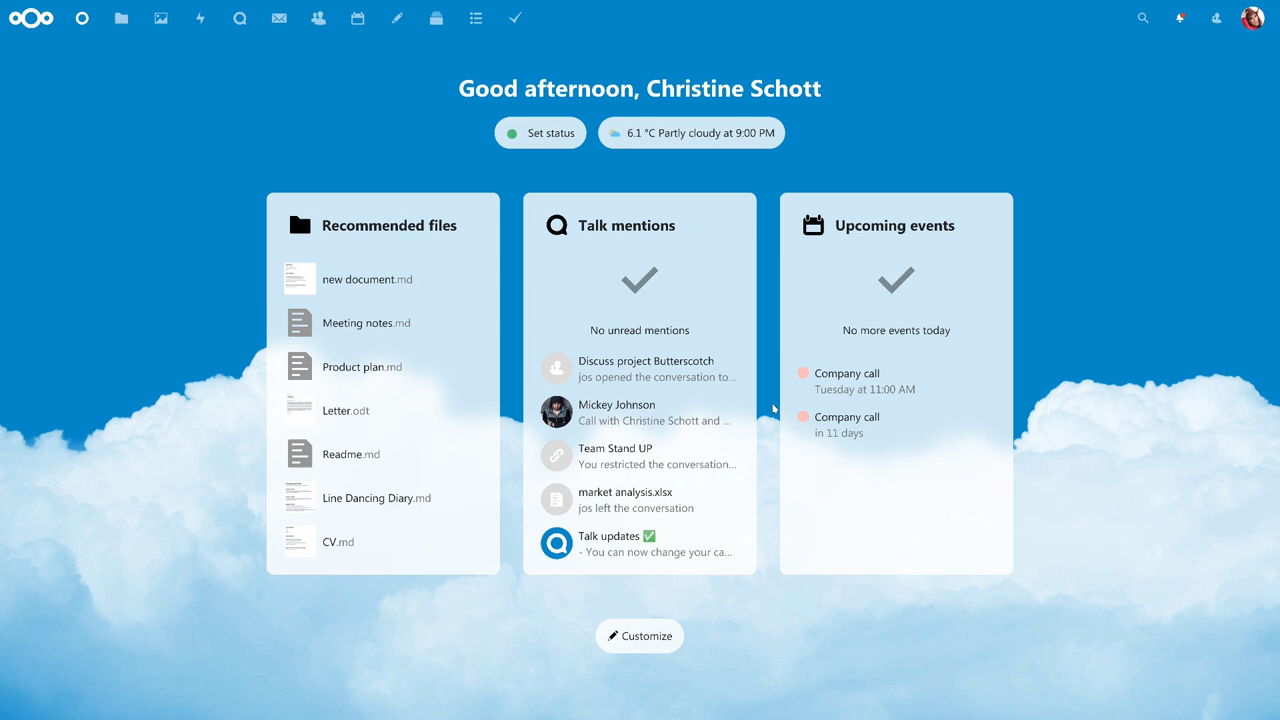 Good afternoon, Christine Schott
Set status
6.1 °C Partly cloudy at 9:00 PM
Recommended files
new document.md
Meeting notes.md
Product plan.md
Letter.odt
Readme.md
Line Dancing Diary.md
CV.md
Talk mentions
No unread mentions
Discuss project Butterscotch
jos opened the conversation to...
Mickey Johnson
Call with Christine Schott and ...
Team Stand UP
You restricted the conversation...
market analysis.xlsx
jos left the conversation
Talk updates ✅
- You can now change your ca...
Upcoming events
No more events today
Company call
Tuesday at 11:00 AM
Company call
in 11 days
Customize